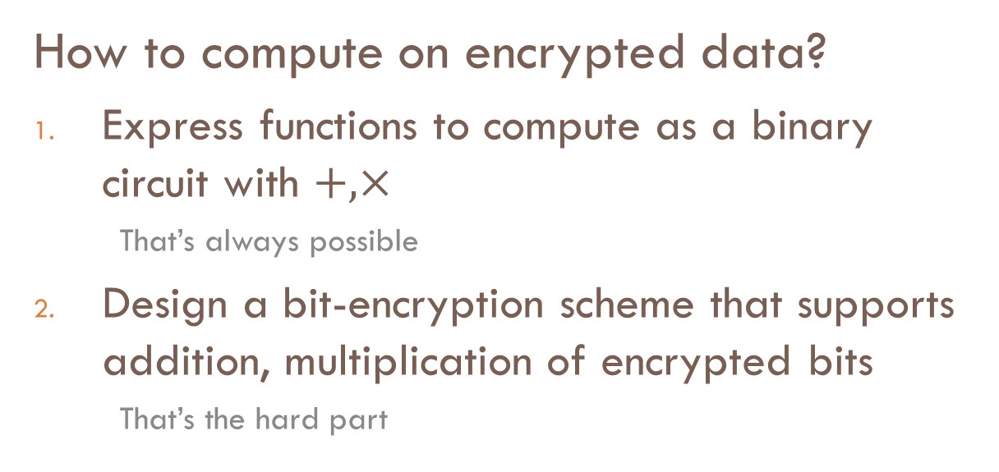 How to compute on encrypted data?
1. Express functions to compute as a binary
circuit with +,×
That's always possible
2. Design a bit-encryption scheme that supports
addition, multiplication of encrypted bits
That's the hard part